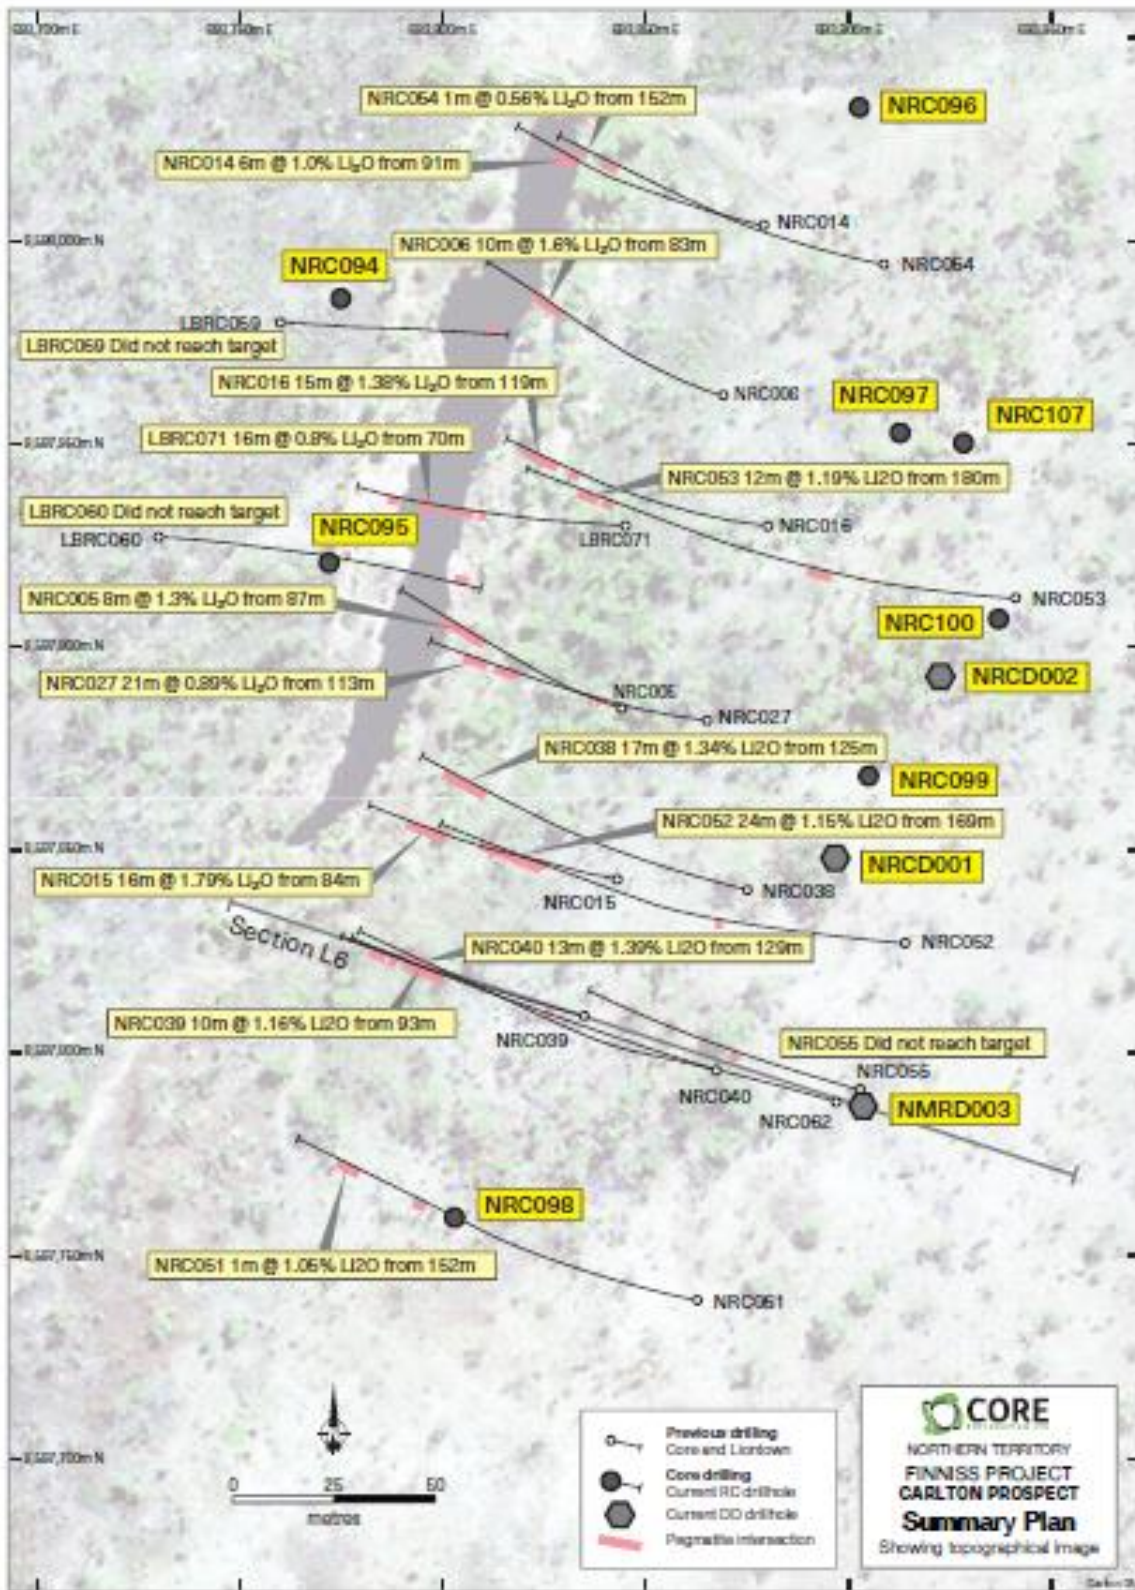 NRC054 1m @ 0.56% Li₂O from 152m
NRC096
NRC014 6m @ 1.0% Li₂O from 91m
NRC014
NRC006 10m @ 1.6% Li₂O from 83m
NRC054
NRC094
LBRC059
LBRC059 Did not reach target
NRC016 15m @ 1.38% Li₂O from 119m
NRC006
NRC097
NRC107
LBRC071 16m @ 0.8% Li₂O from 70m
NRC053 12m @ 1.19% Li2O from 180m
LBRC060 Did not reach target
NRC095
LBRC060
LBRC071
NRC016
NRC005 8m @ 1.3% Li₂O from 87m
NRC053
NRC100
NRC027 21m @ 0.89% Li₂O from 113m
NRCD002
NRC027
NRC038 17m @ 1.34% Li2O from 125m
NRC099
NRC052 24m @ 1.15% Li2O from 169m
NRCD001
NRC015 16m @ 1.79% Li₂O from 84m
NRC015
NRC038
Section L6
NRC040 13m @ 1.39% Li2O from 129m
NRC052
NRC039 10m @ 1.16% Li2O from 93m
NRC039
NRC055 Did not reach target
NRC055
NRC040
NRC062
NMRD003
NRC098
NRC051 1m @ 1.05% Li2O from 152m
NRC051
0 25 50
metres
Previous drilling
Core and Liontown
Core drilling
Current RC drillhole
Current DD drillhole
Pegmatite intersection
CORE
NORTHERN TERRITORY
FINNISS PROJECT
CARLTON PROSPECT
Summary Plan
Showing topographical image